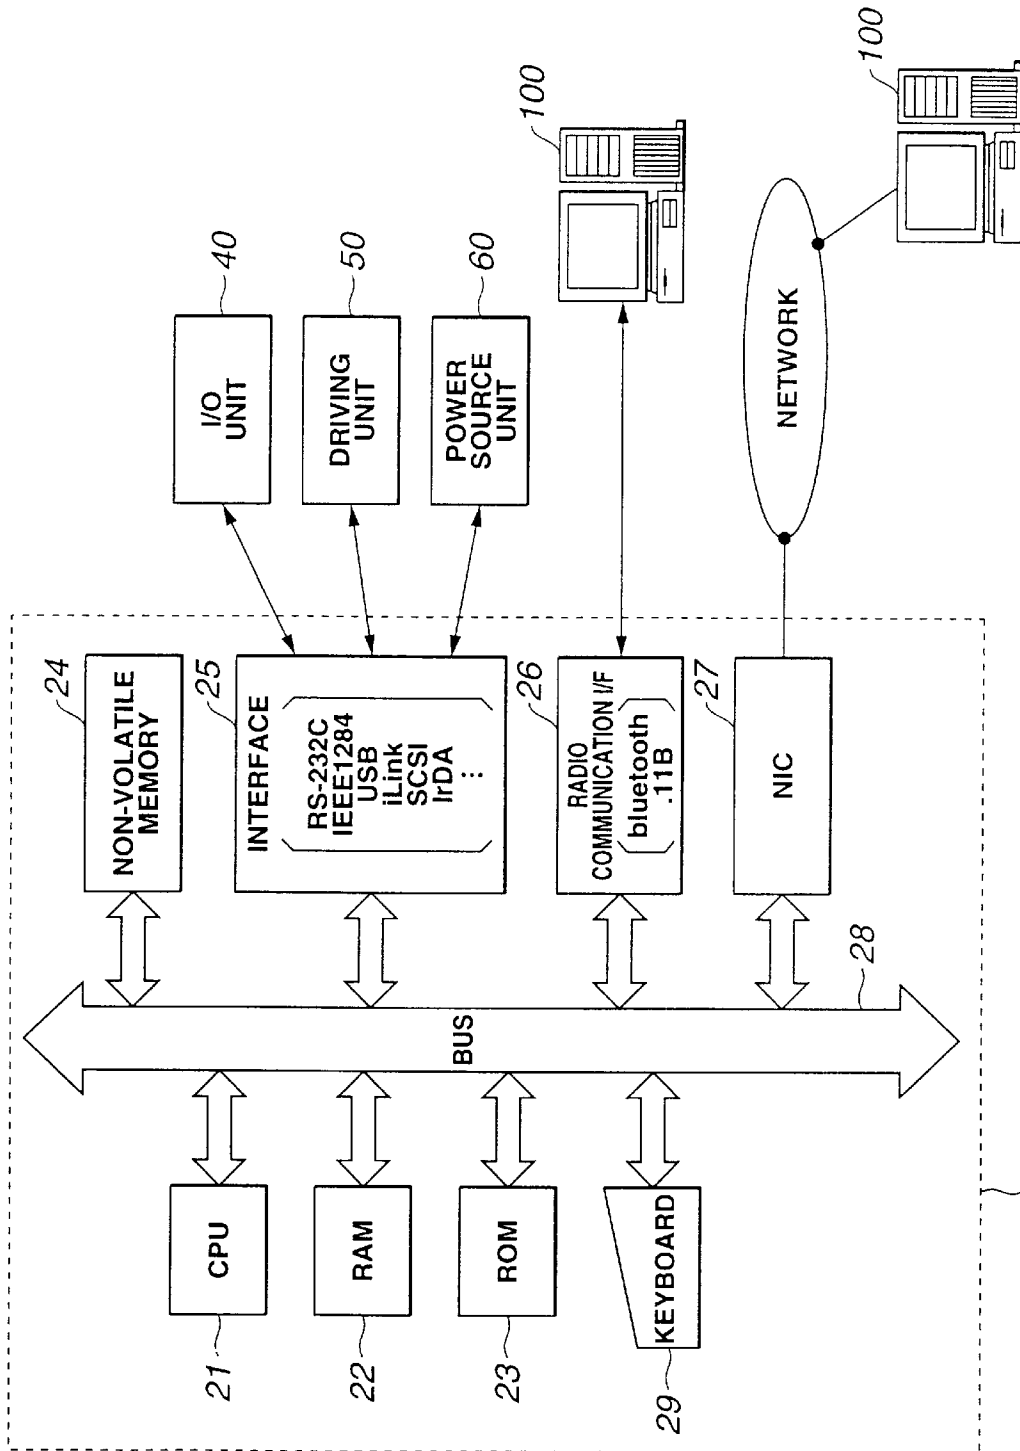 24
NON-VOLATILE
MEMORY
25
INTERFACE
RS-232C
IEEE1284
USB
iLink
SCSI
IrDA
⋮
26
RADIO
COMMUNICATION I/F
bluetooth
.11B
27
NIC
BUS
28
21
CPU
22
RAM
23
ROM
29
KEYBOARD
40
I/O
UNIT
50
DRIVING
UNIT
60
POWER
SOURCE
UNIT
100
NETWORK
100